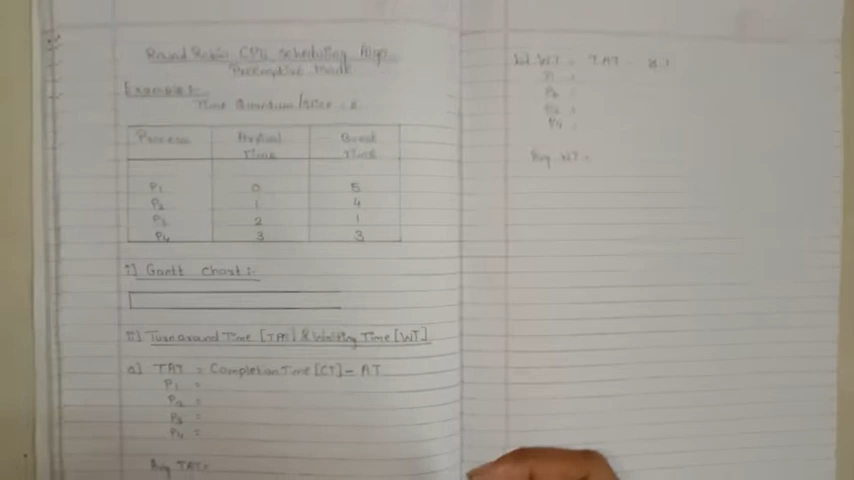 Round Robin CPU Scheduling Algo
Preemptive Mode
Example 1:
Time Quantum/Slice = 2
Process Arrival Time Burst Time
P1 0 5
P2 1 4
P3 2 1
P4 3 3
i] Gantt Chart:
ii] Turnaround Time [TAT] & Waiting Time [WT]
a] TAT = Completion Time [CT] - AT
P1 =
P2 =
P3 =
P4 =
Avg TAT =
b] WT = TAT - B.T
P1 =
P2 =
P3 =
P4 =
Avg WT =